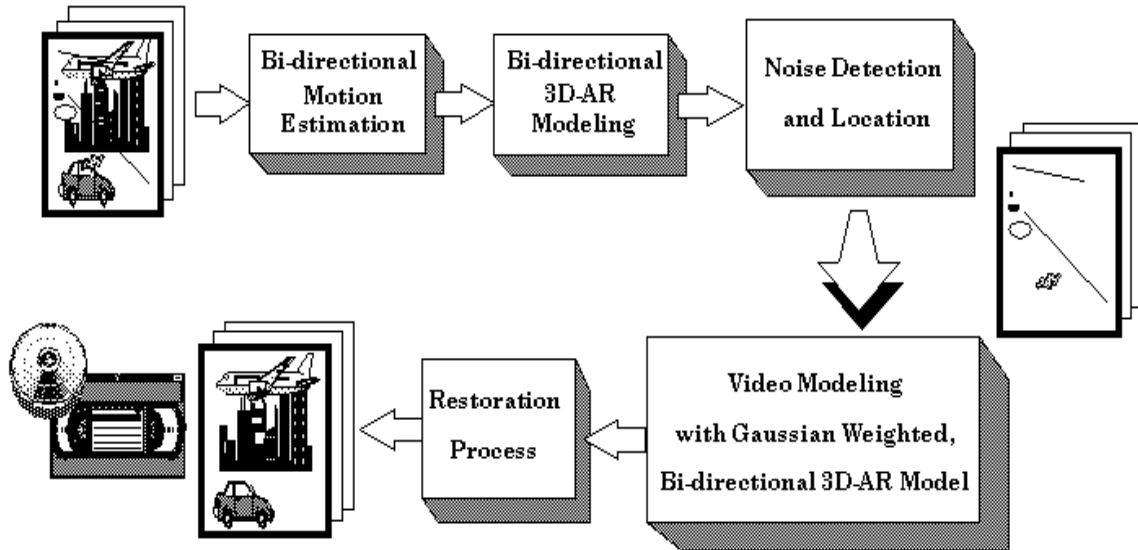 Bi-directional
Motion
Estimation
Bi-directional
3D-AR
Modeling
Noise Detection
and Location
Video Modeling
with Gaussian Weighted,
Bi-directional 3D-AR Model
Restoration
Process